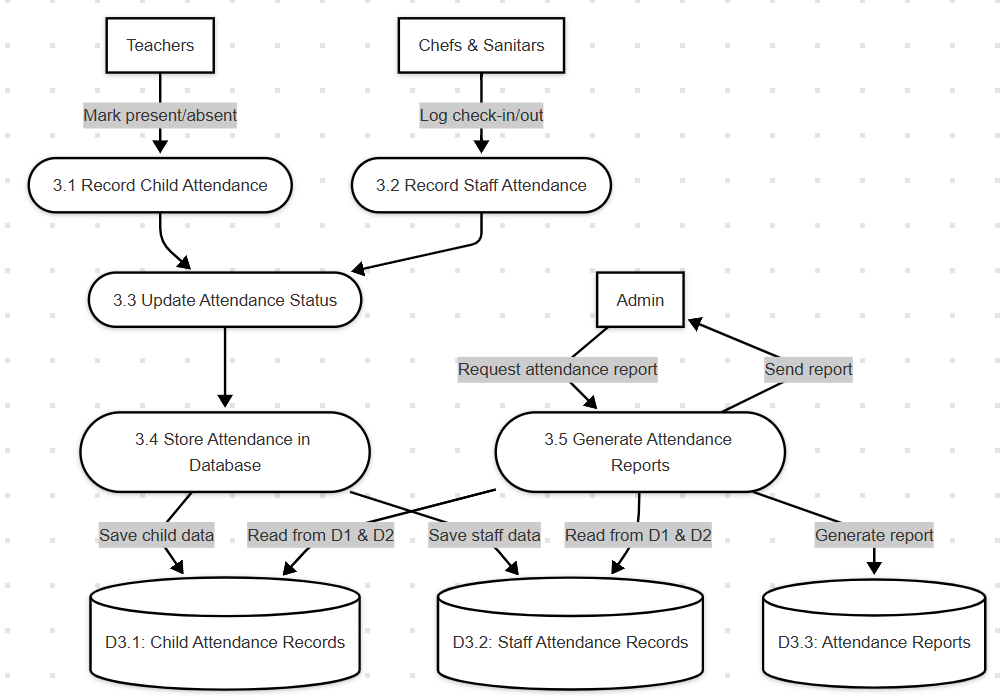 Teachers
Chefs & Sanitars
Mark present/absent
Log check-in/out
3.1 Record Child Attendance
3.2 Record Staff Attendance
3.3 Update Attendance Status
Admin
Request attendance report
Send report
3.4 Store Attendance in
Database
3.5 Generate Attendance
Reports
Save child data
Read from D1 & D2
Save staff data
Read from D1 & D2
Generate report
D3.1: Child Attendance Records
D3.2: Staff Attendance Records
D3.3: Attendance Reports